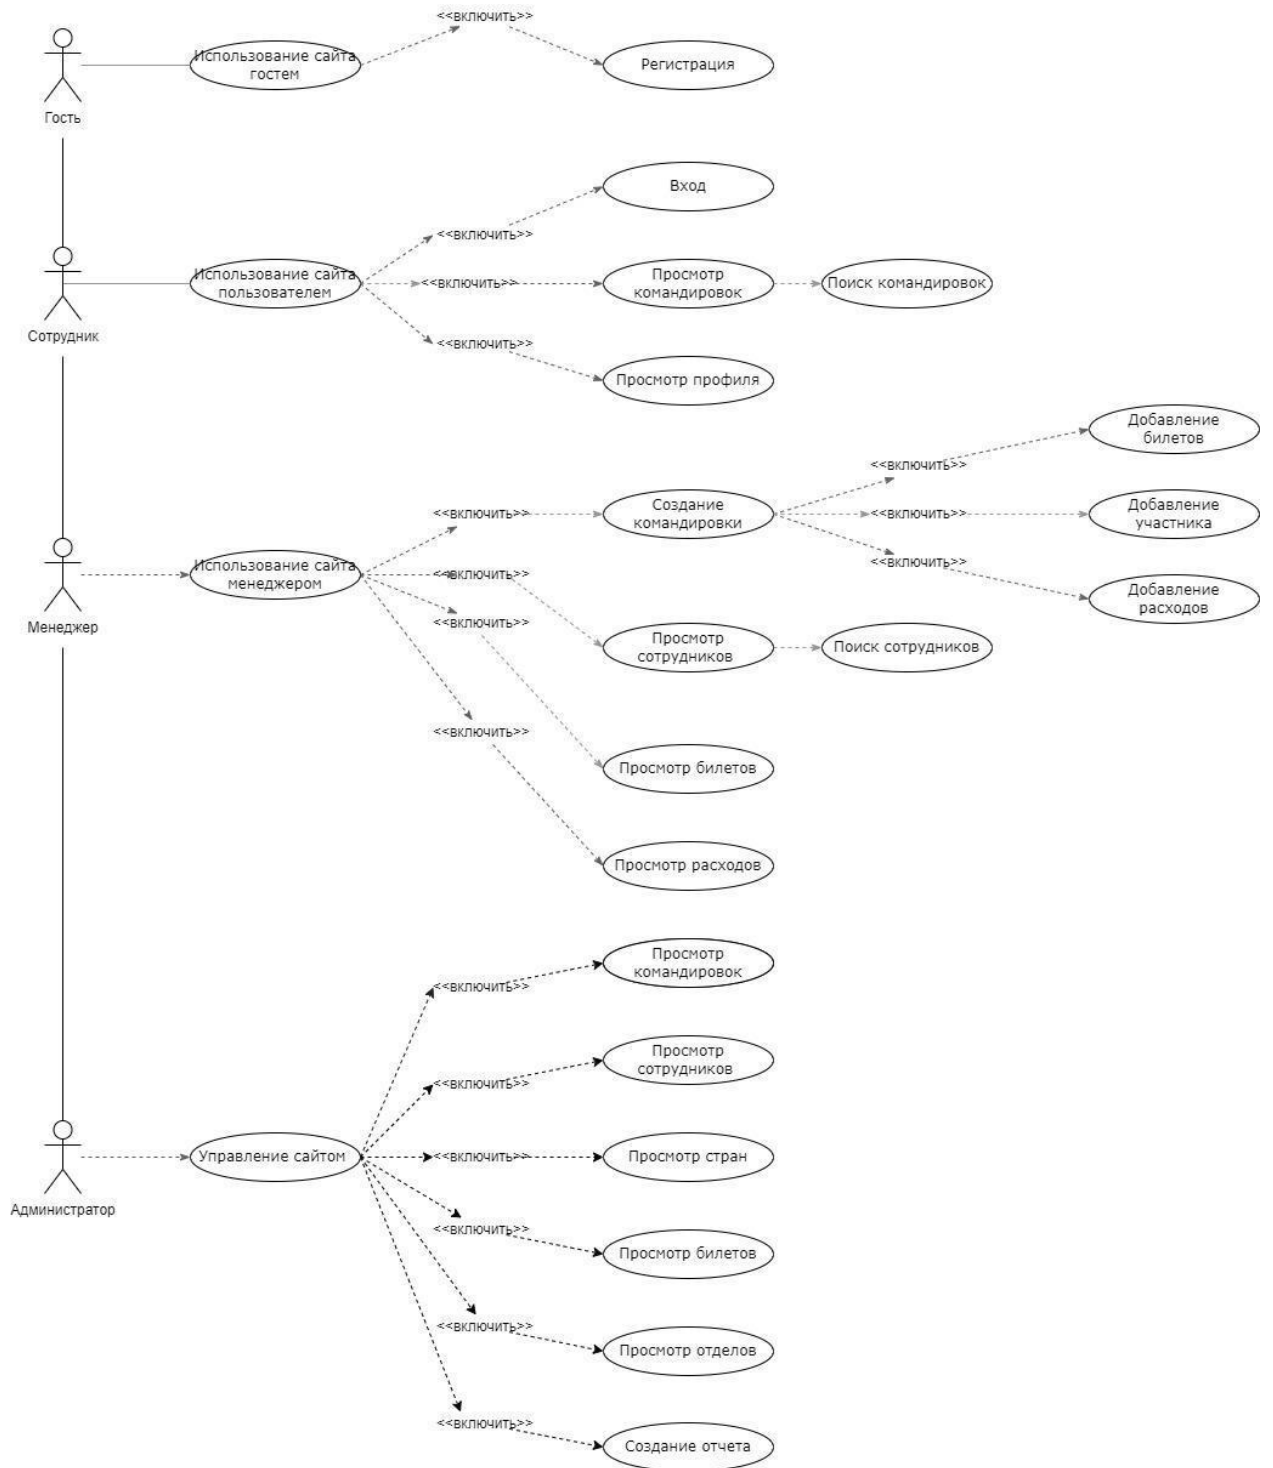 <<включить>>
Использование сайта
гостем
Регистрация
Гость
Вход
<<включить>>
Использование сайта
пользователем
<<включить>>
Просмотр
командировок
Поиск командировок
Сотрудник
<<включить>>
Просмотр профиля
Добавление
билетов
<<включить>>
<<включить>>
Создание
командировки
<<включить>>
Добавление
участника
<<включить>>
Использование сайта
менеджером
<<включить>>
Добавление
расходов
Менеджер
<<включить>>
Просмотр
сотрудников
Поиск сотрудников
<<включить>>
Просмотр билетов
Просмотр расходов
Просмотр
командировок
<<включить>>
Просмотр
сотрудников
<<включить>>
Управление сайтом
<<включить>>
Просмотр стран
Администратор
<<включить>>
Просмотр билетов
<<включить>>
Просмотр отделов
<<включить>>
Создание отчета